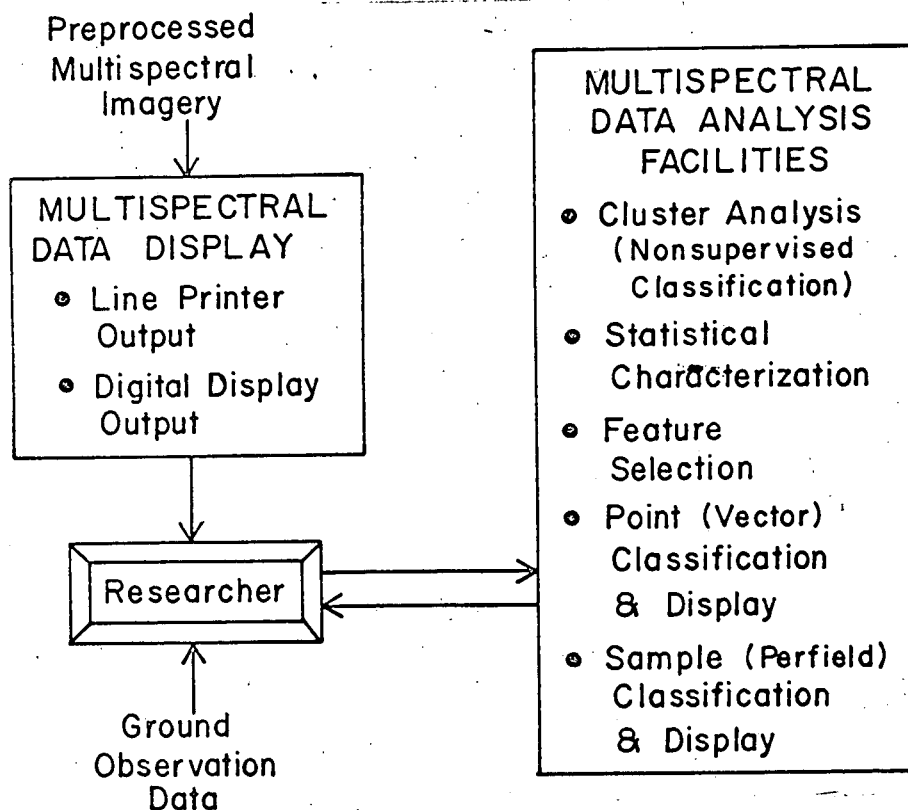 Preprocessed
Multispectral
Imagery
MULTISPECTRAL
DATA DISPLAY
• Line Printer
Output
• Digital Display
Output
Researcher
Ground
Observation
Data
MULTISPECTRAL
DATA ANALYSIS
FACILITIES
• Cluster Analysis
(Nonsupervised
Classification)
• Statistical
Characterization
• Feature
Selection
• Point (Vector)
Classification
& Display
• Sample (Perfield)
Classification
& Display